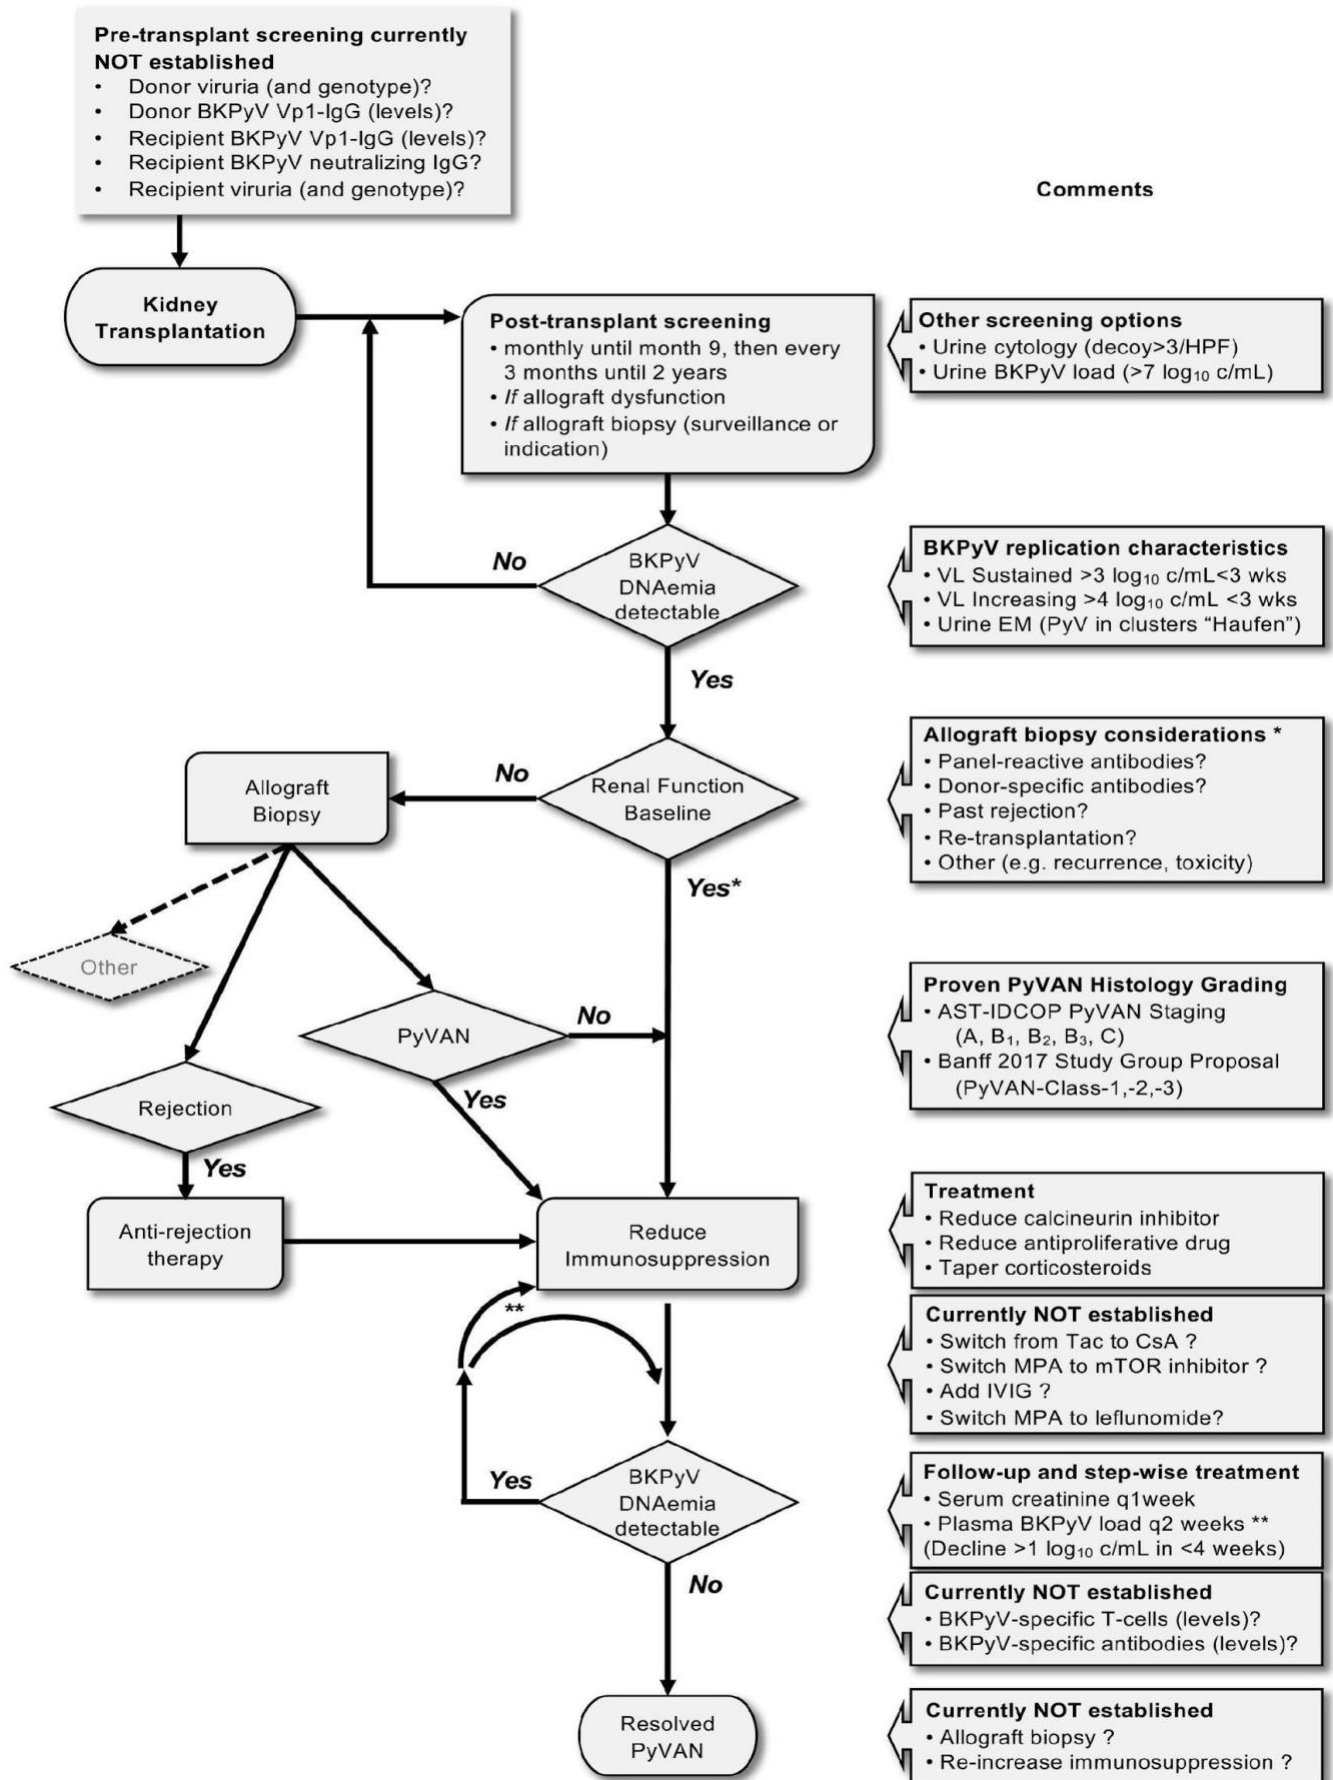 Pre-transplant screening currently
NOT established
• Donor viruria (and genotype)?
• Donor BKPyV Vp1-IgG (levels)?
• Recipient BKPyV Vp1-IgG (levels)?
• Recipient BKPyV neutralizing IgG?
• Recipient viruria (and genotype)?
Comments
Kidney
Transplantation
Post-transplant screening
• monthly until month 9, then every
3 months until 2 years
• If allograft dysfunction
• If allograft biopsy (surveillance or
indication)
Other screening options
• Urine cytology (decoy>3/HPF)
• Urine BKPyV load (>7 log₁₀ c/mL)
No
BKPyV
DNAemia
detectable
Yes
BKPyV replication characteristics
• VL Sustained >3 log₁₀ c/mL<3 wks
• VL Increasing >4 log₁₀ c/mL <3 wks
• Urine EM (PyV in clusters “Haufen”)
Allograft
Biopsy
No
Renal Function
Baseline
Yes*
Allograft biopsy considerations *
• Panel-reactive antibodies?
• Donor-specific antibodies?
• Past rejection?
• Re-transplantation?
• Other (e.g. recurrence, toxicity)
Other
PyVAN
No
Yes
Rejection
Yes
Proven PyVAN Histology Grading
• AST-IDCOP PyVAN Staging
(A, B₁, B₂, B₃, C)
• Banff 2017 Study Group Proposal
(PyVAN-Class-1,-2,-3)
Anti-rejection
therapy
Reduce
Immunosuppression
Treatment
• Reduce calcineurin inhibitor
• Reduce antiproliferative drug
• Taper corticosteroids
**
Currently NOT established
• Switch from Tac to CsA ?
• Switch MPA to mTOR inhibitor ?
• Add IVIG ?
• Switch MPA to leflunomide?
Yes
BKPyV
DNAemia
detectable
No
Follow-up and step-wise treatment
• Serum creatinine q1week
• Plasma BKPyV load q2 weeks **
(Decline >1 log₁₀ c/mL in <4 weeks)
Currently NOT established
• BKPyV-specific T-cells (levels)?
• BKPyV-specific antibodies (levels)?
Resolved
PyVAN
Currently NOT established
• Allograft biopsy ?
• Re-increase immunosuppression ?